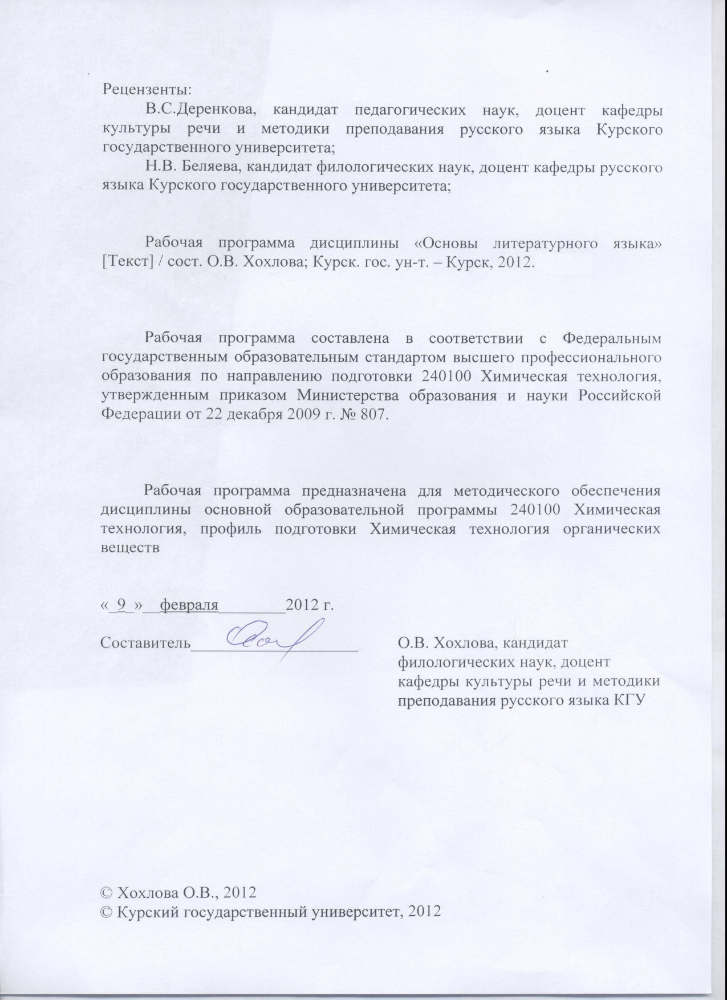 Рецензенты:
В.С.Деренкова, кандидат педагогических наук, доцент кафедры
культуры речи и методики преподавания русского языка Курского
государственного университета;
Н.В. Беляева, кандидат филологических наук, доцент кафедры русского
языка Курского государственного университета;
Рабочая программа дисциплины «Основы литературного языка»
[Текст] / сост. О.В. Хохлова; Курск. гос. ун-т. – Курск, 2012.
Рабочая программа составлена в соответствии с Федеральным
государственным образовательным стандартом высшего профессионального
образования по направлению подготовки 240100 Химическая технология,
утвержденным приказом Министерства образования и науки Российской
Федерации от 22 декабря 2009 г. № 807.
Рабочая программа предназначена для методического обеспечения
дисциплины основной образовательной программы 240100 Химическая
технология, профиль подготовки Химическая технология органических
веществ
«_9_»__февраля________2012 г.
Составитель____________________ О.В. Хохлова, кандидат
филологических наук, доцент
кафедры культуры речи и методики
преподавания русского языка КГУ
© Хохлова О.В., 2012
© Курский государственный университет, 2012